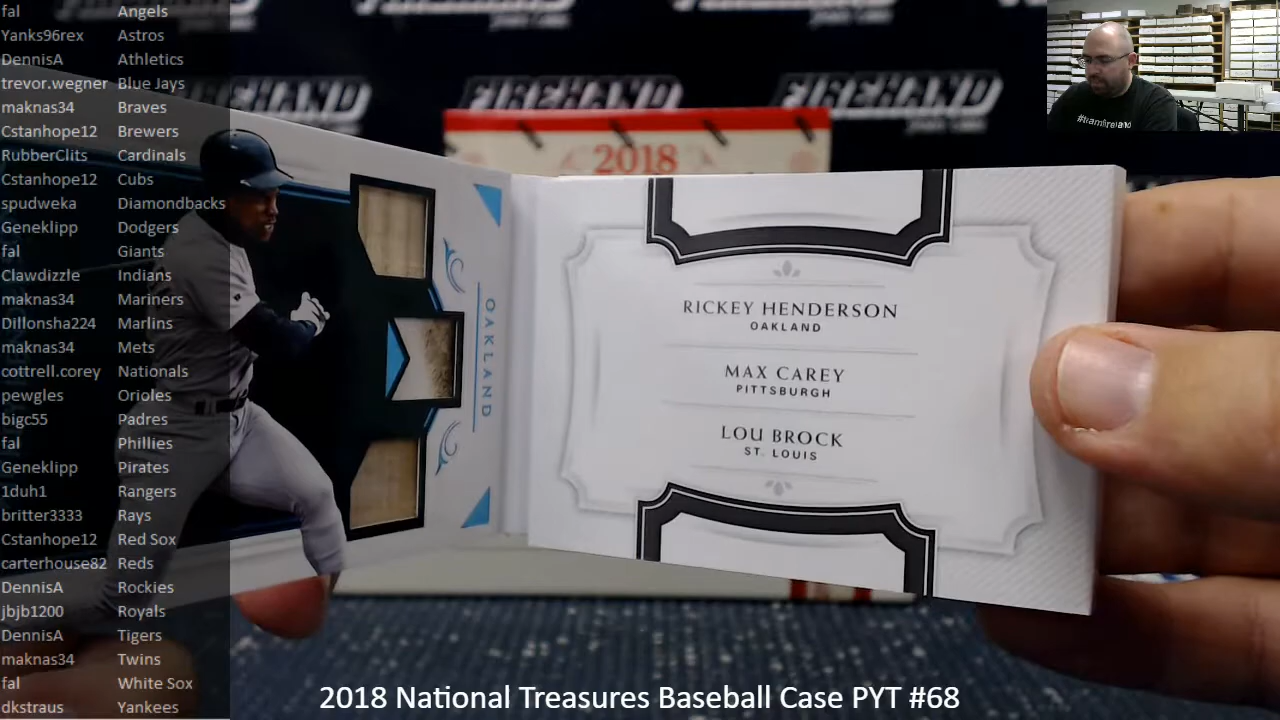 fal Angels
Yanks96rex Astros
DennisA Athletics
trevor.wegner Blue Jays
maknas34 Braves
Cstanhope12 Brewers
RubberClits Cardinals
Cstanhope12 Cubs
spudweka Diamondbacks
Geneklipp Dodgers
fal Giants
Clawdizzle Indians
maknas34 Mariners
Dillonsha224 Marlins
maknas34 Mets
cottrell.corey Nationals
pewgles Orioles
bigc55 Padres
fal Phillies
Geneklipp Pirates
1duh1 Rangers
britter3333 Rays
Cstanhope12 Red Sox
carterhouse82 Reds
DennisA Rockies
jbjb1200 Royals
DennisA Tigers
maknas34 Twins
fal White Sox
dkstraus Yankees
FIREHAND
FIREHAND
FIREHAND
2018
#teamfireland
OAKLAND
RICKEY HENDERSON
OAKLAND
MAX CAREY
PITTSBURGH
LOU BROCK
ST. LOUIS
2018 National Treasures Baseball Case PYT #68